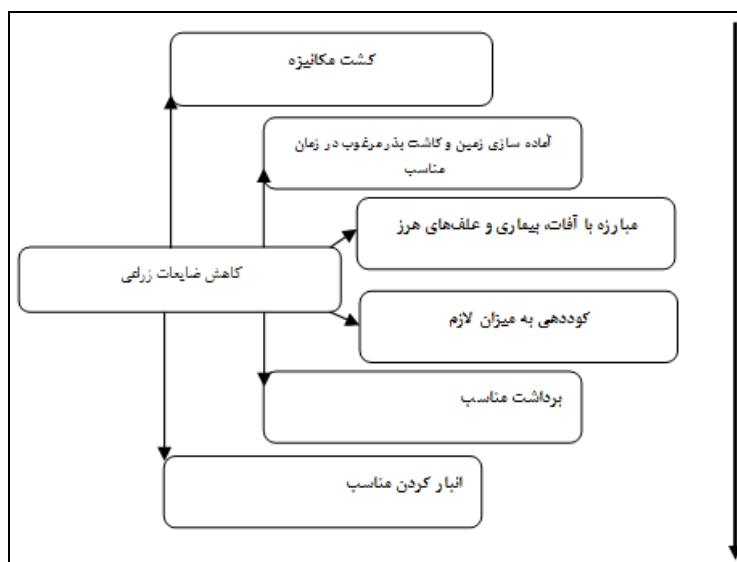 کشت مکانیزه
آماده سازی زمین و کاشت بذر مرغوب در زمان
مناسب
مبارزه با آفات، بیماری و علف‌های هرز
کاهش ضایعات زراعی
کوددهی به میزان لازم
برداشت مناسب
انبار کردن مناسب